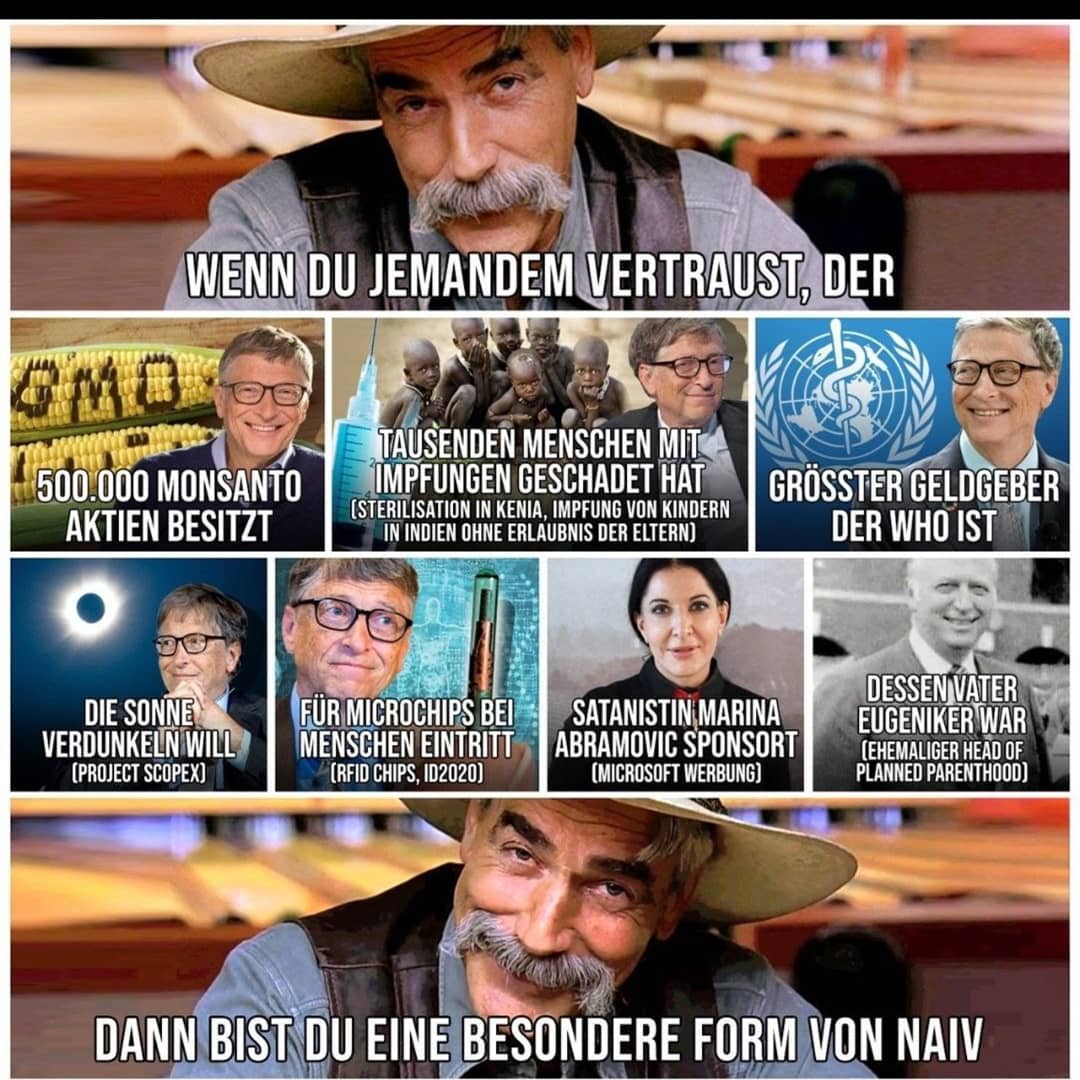 WENN DU JEMANDEM VERTRAUST, DER
GMO
500.000 MONSANTO
AKTIEN BESITZT
TAUSENDEN MENSCHEN MIT
IMPFUNGEN GESCHADET HAT
(STERILISATION IN KENIA, IMPFUNG VON KINDERN
IN INDIEN OHNE ERLAUBNIS DER ELTERN)
GRÖSSTER GELDGEBER
DER WHO IST
DIE SONNE
VERDUNKELN WILL
(PROJECT SCOPEX)
FÜR MICROCHIPS BEI
MENSCHEN EINTRITT
(RFID CHIPS, ID2020)
SATANISTIN MARINA
ABRAMOVIC SPONSORT
(MICROSOFT WERBUNG)
DESSEN VATER
EUGENIKER WAR
(EHEMALIGER HEAD OF
PLANNED PARENTHOOD)
DANN BIST DU EINE BESONDERE FORM VON NAIV